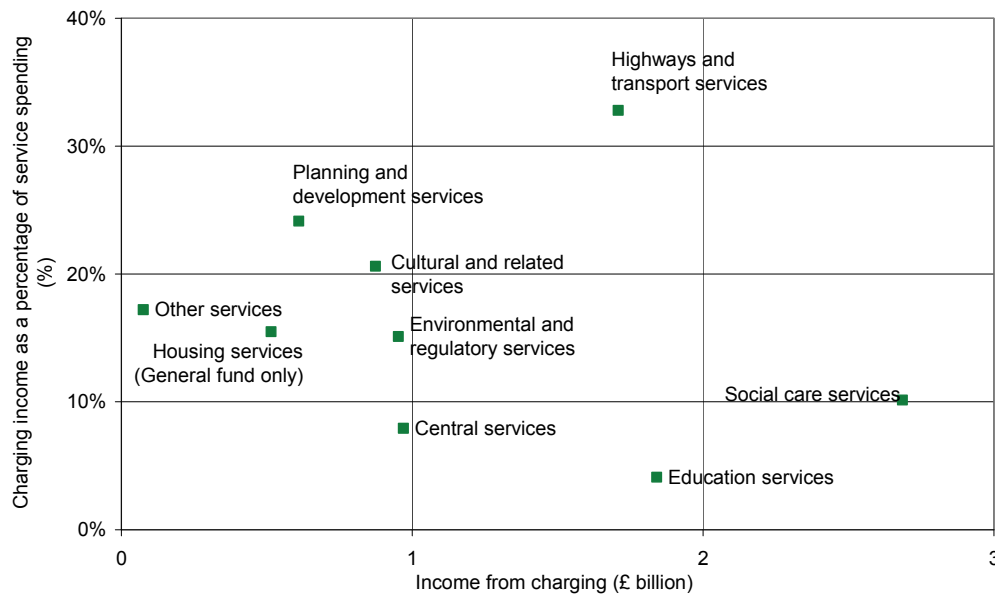 Charging income as a percentage of service spending
(%)
40%
30%
20%
10%
0%
Highways and
transport services
Planning and
development services
Cultural and related
services
Other services
Environmental and
regulatory services
Housing services
(General fund only)
Social care services
Central services
Education services
0
1
2
3
Income from charging (£ billion)